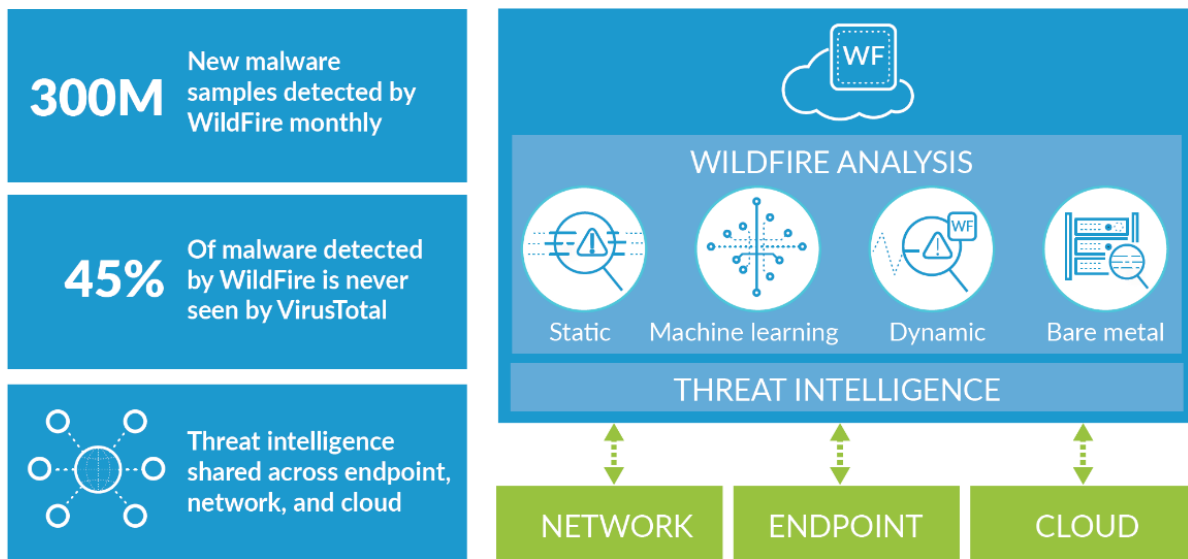 300M
New malware
samples detected by
WildFire monthly
45%
Of malware detected
by WildFire is never
seen by VirusTotal
Threat intelligence
shared across endpoint,
network, and cloud
WF
WILDFIRE ANALYSIS
WF
Static
Machine learning
Dynamic
Bare metal
THREAT INTELLIGENCE
NETWORK
ENDPOINT
CLOUD